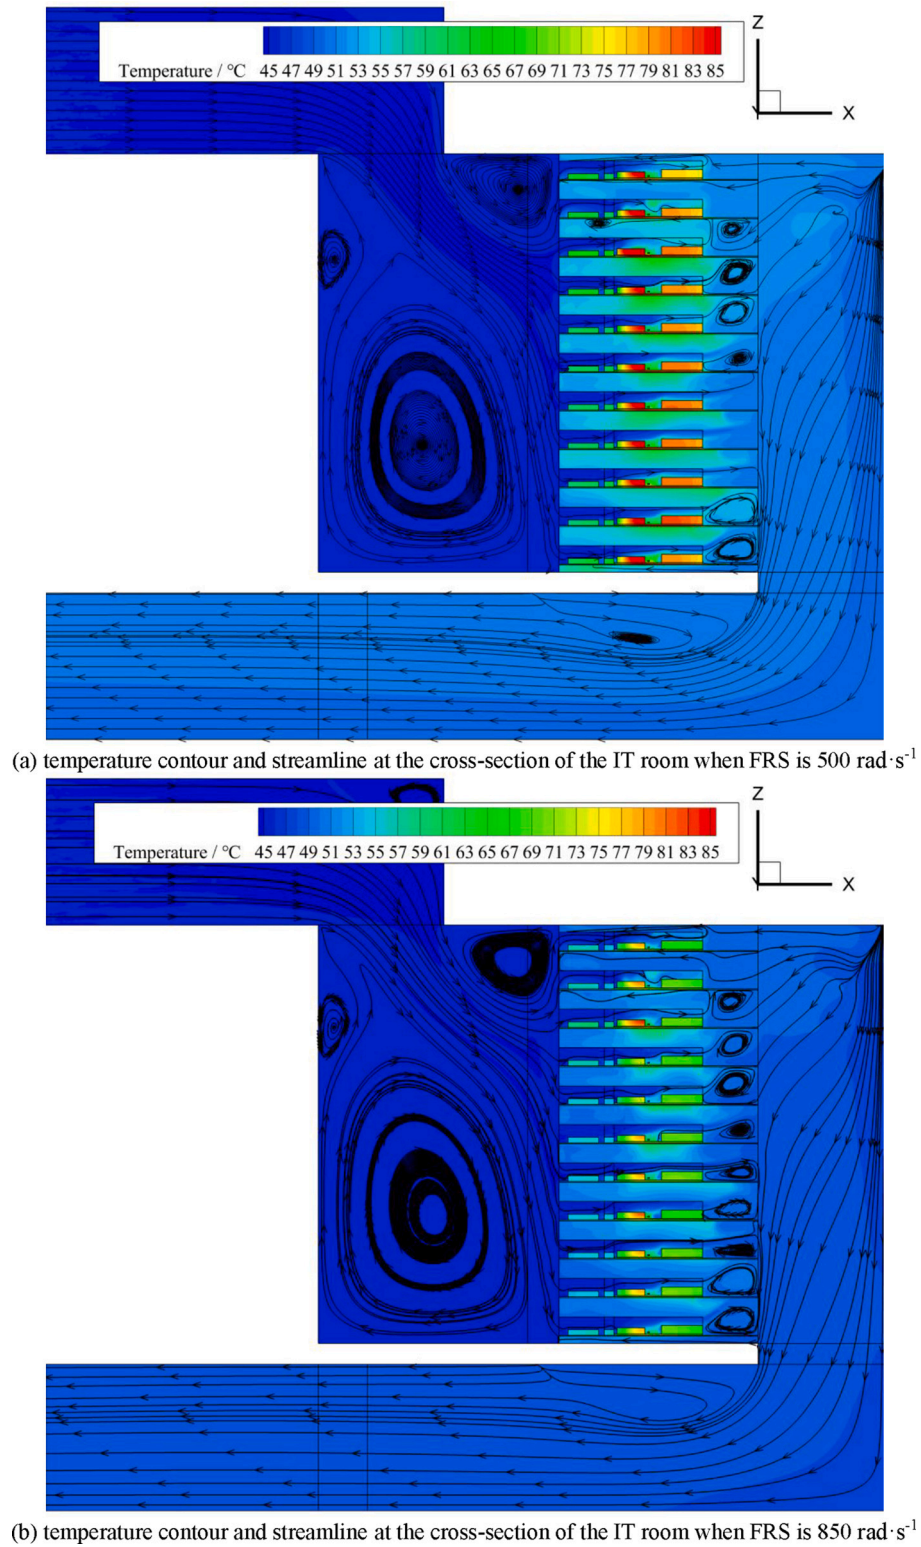 Z
Temperature / °C 45 47 49 51 53 55 57 59 61 63 65 67 69 71 73 75 77 79 81 83 85
Y X
(a) temperature contour and streamline at the cross-section of the IT room when FRS is 500 rad·s⁻¹
Z
Temperature / °C 45 47 49 51 53 55 57 59 61 63 65 67 69 71 73 75 77 79 81 83 85
Y X
(b) temperature contour and streamline at the cross-section of the IT room when FRS is 850 rad·s⁻¹